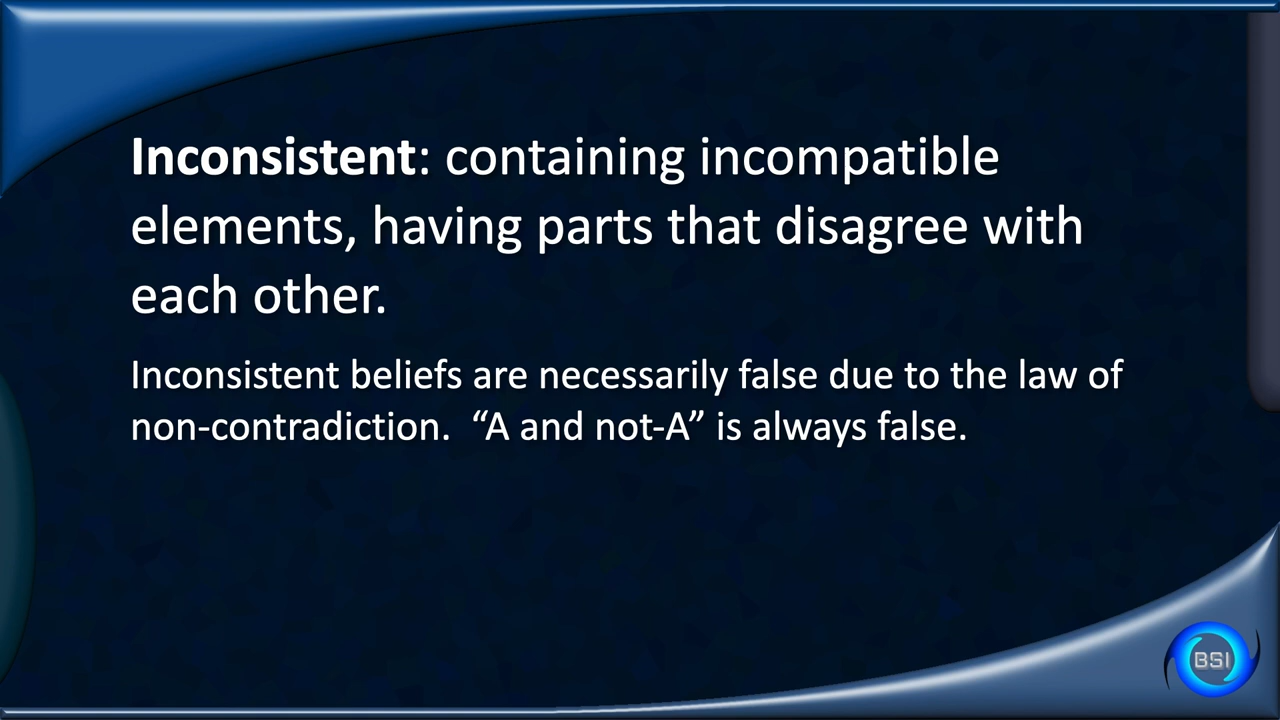 Inconsistent: containing incompatible
elements, having parts that disagree with
each other.
Inconsistent beliefs are necessarily false due to the law of
non-contradiction.  “A and not-A” is always false.
BSI